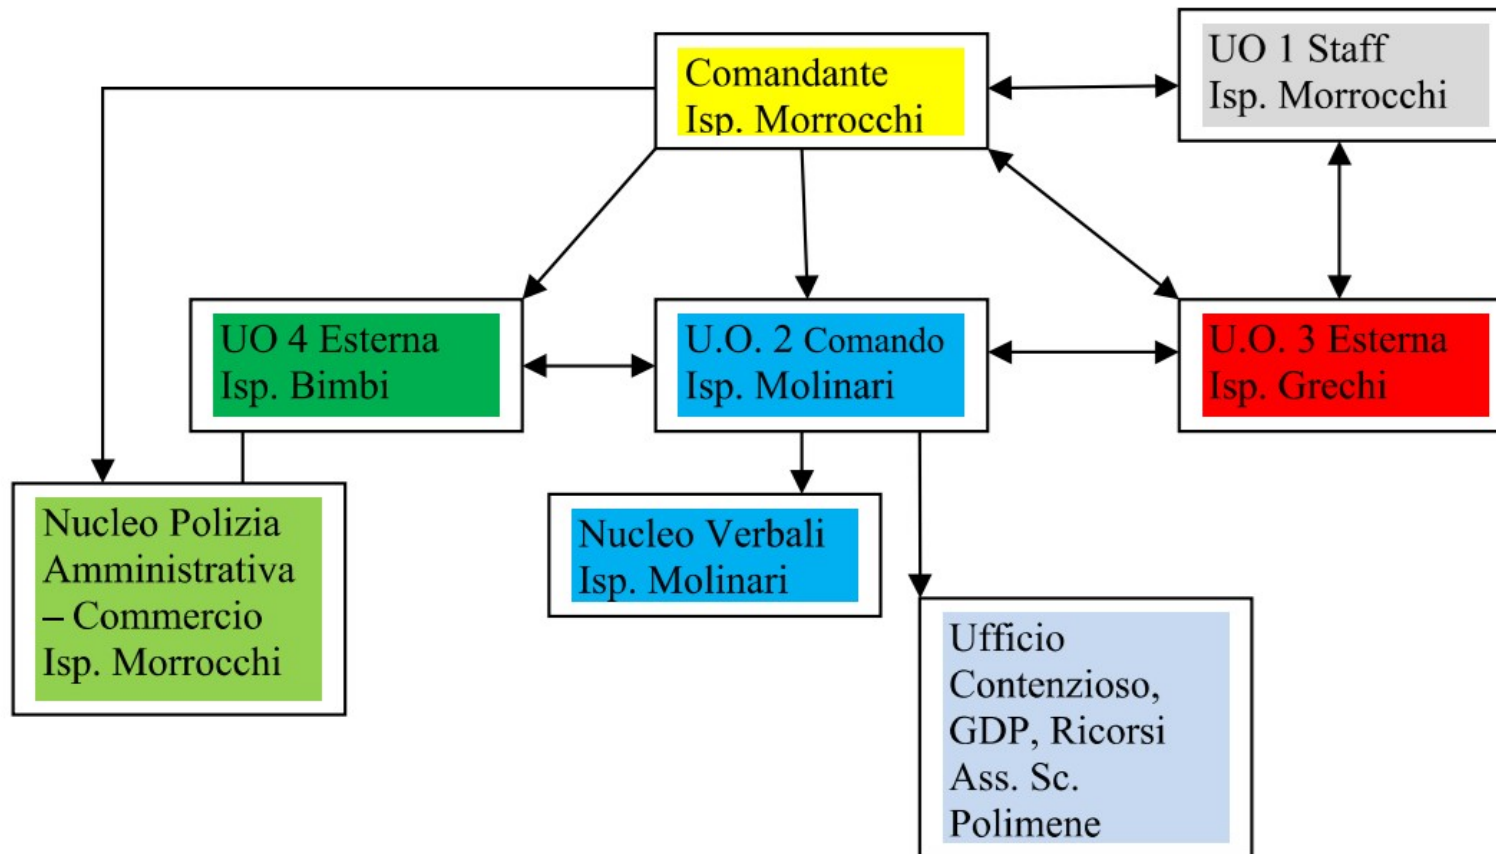 Comandante
Isp. Morrocchi
UO 1 Staff
Isp. Morrocchi
UO 4 Esterna
Isp. Bimbi
U.O. 2 Comando
Isp. Molinari
U.O. 3 Esterna
Isp. Grechi
Nucleo Polizia
Amministrativa
– Commercio
Isp. Morrocchi
Nucleo Verbali
Isp. Molinari
Ufficio
Contenzioso,
GDP, Ricorsi
Ass. Sc.
Polimene